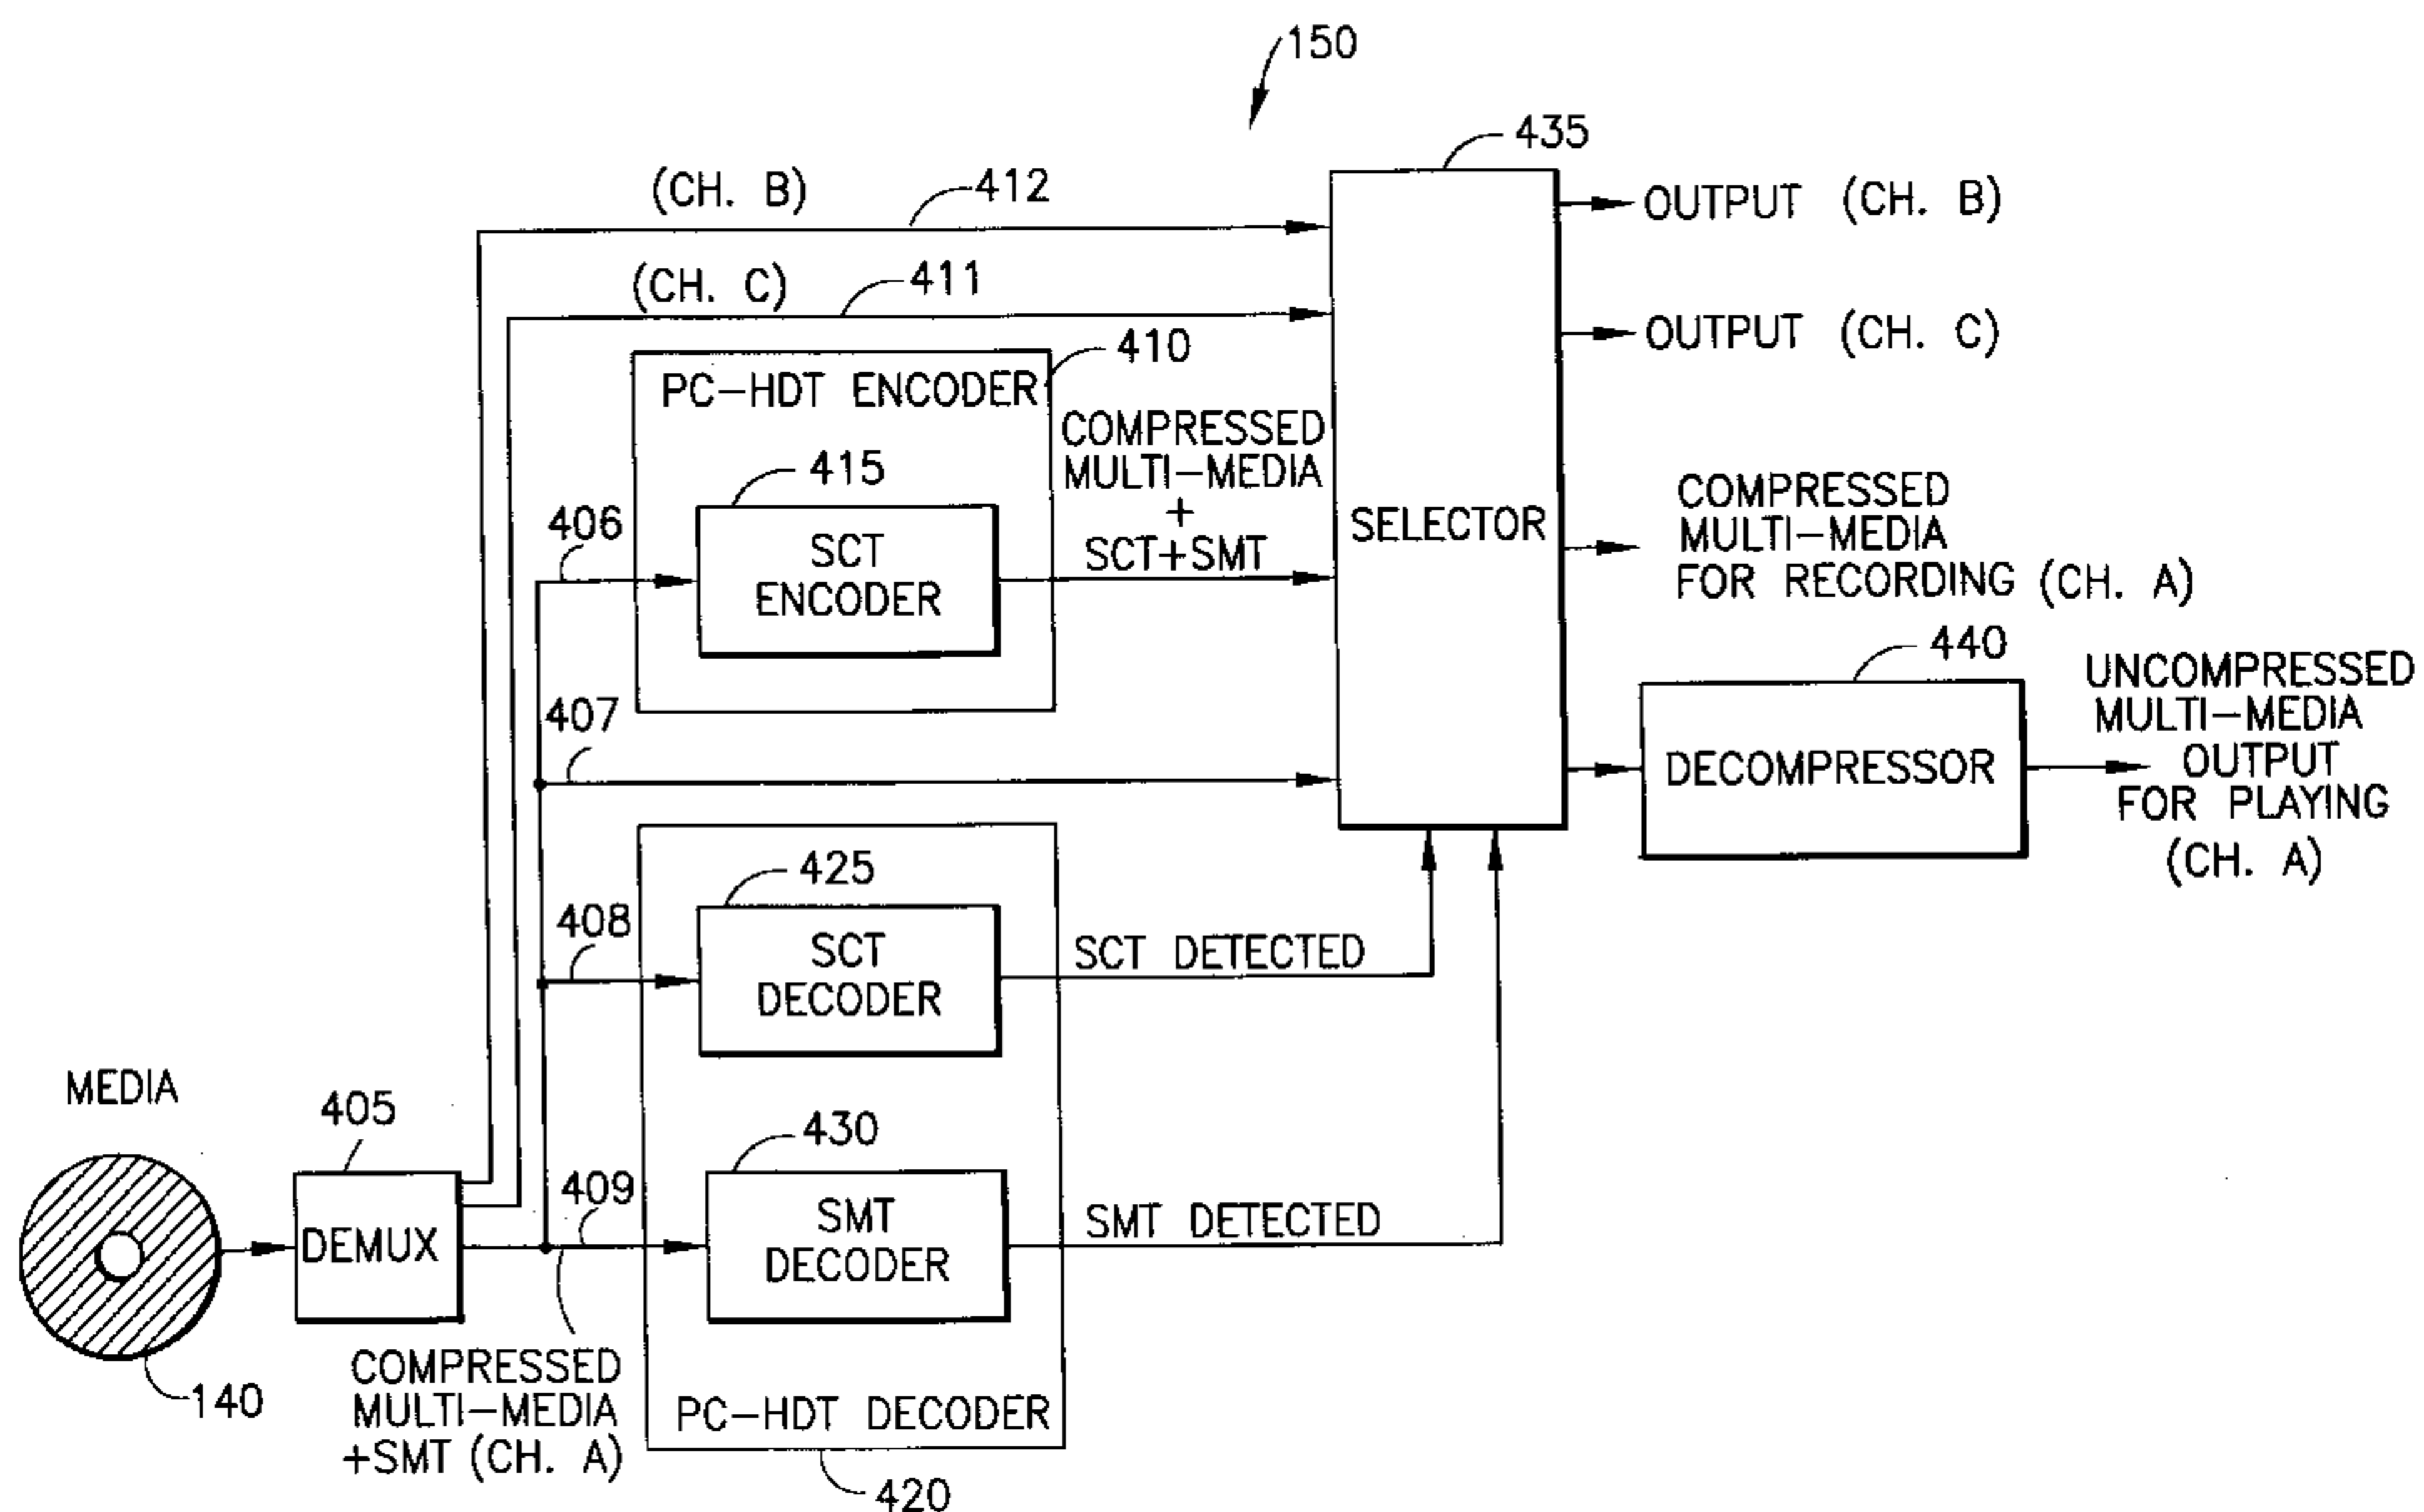 150
435
(CH. B)
412
OUTPUT (CH. B)
(CH. C)
411
OUTPUT (CH. C)
410
PC-HDT ENCODER
COMPRESSED
MULTI-MEDIA
+
SCT+SMT
415
SCT
ENCODER
406
SELECTOR
COMPRESSED
MULTI-MEDIA
FOR RECORDING (CH. A)
440
407
DECOMPRESSOR
UNCOMPRESSED
MULTI-MEDIA
OUTPUT
FOR PLAYING
(CH. A)
425
408
SCT
DECODER
SCT DETECTED
MEDIA
405
430
409
DEMUX
SMT
DECODER
SMT DETECTED
140
COMPRESSED
MULTI-MEDIA
+SMT (CH. A)
PC-HDT DECODER
420